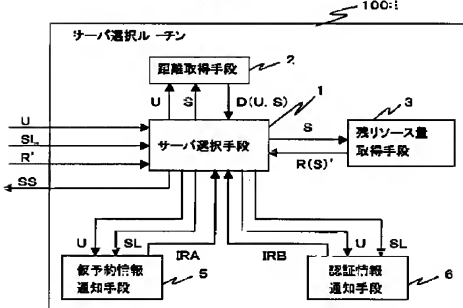 100:i
サーバ選択ルーチン
距離取得手段
2
U
S
D(U, S)
1
3
U
SL
R'
SS
サーバ選択手段
S
R(S)'
残リソース量
取得手段
U
SL
IRA
IRB
U
SL
仮予約情報
通知手段
5
認証情報
通知手段
6